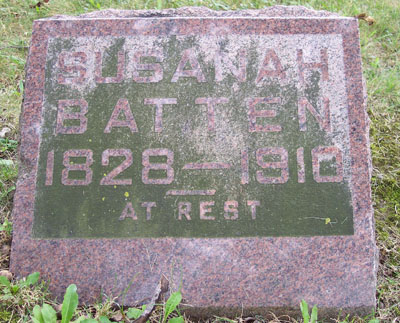 SUSANAH
BATTEN
1828—1910
AT REST